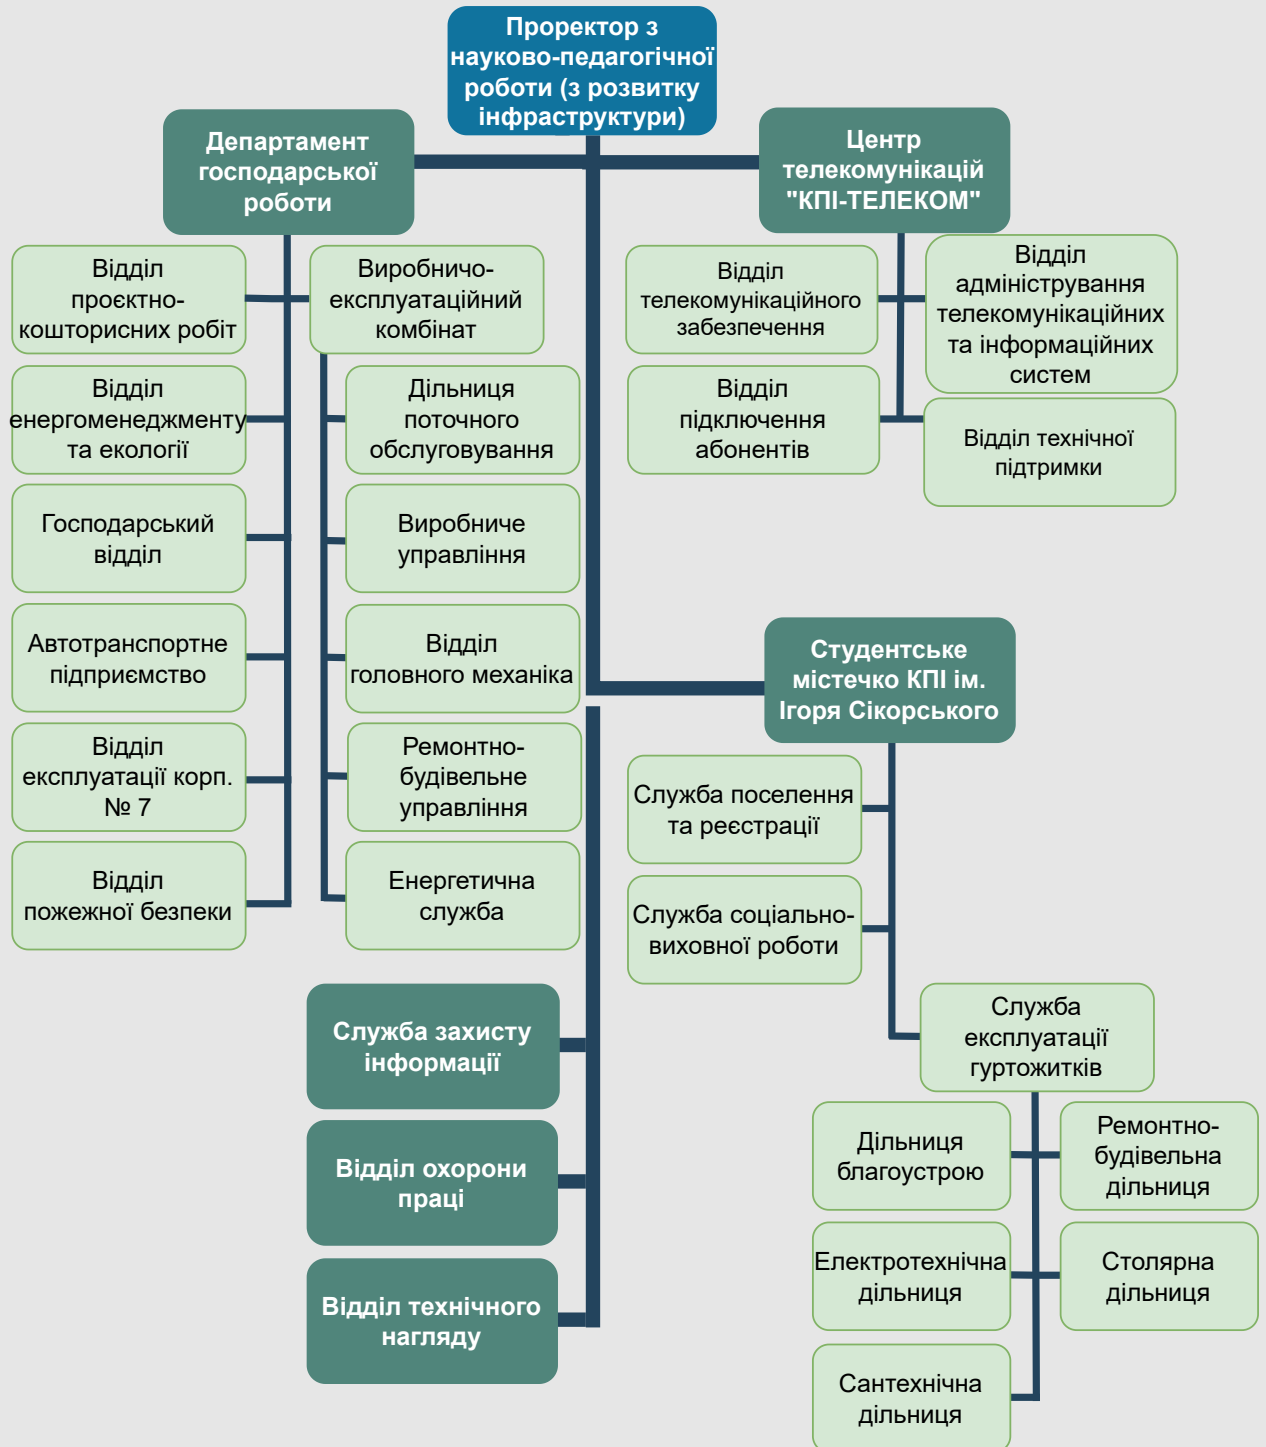 Проректор з
науково-педагогічної
роботи (з розвитку
інфраструктури)
Департамент
господарської
роботи
Центр
телекомунікацій
"КПІ-ТЕЛЕКОМ"
Відділ
проєктно-
кошторисних робіт
Виробничо-
експлуатаційний
комбінат
Відділ
телекомунікаційного
забезпечення
Відділ
адміністрування
телекомунікаційних
та інформаційних
систем
Відділ
енергоменеджменту
та екології
Дільниця
поточного
обслуговування
Відділ
підключення
абонентів
Відділ технічної
підтримки
Господарський
відділ
Виробниче
управління
Автотранспортне
підприємство
Відділ
головного механіка
Студентське
містечко КПІ ім.
Ігоря Сікорського
Відділ
експлуатації корп.
№ 7
Ремонтно-
будівельне
управління
Служба поселення
та реєстрації
Відділ
пожежної безпеки
Енергетична
служба
Служба соціально-
виховної роботи
Служба захисту
інформації
Служба
експлуатації
гуртожитків
Відділ охорони
праці
Дільниця
благоустрою
Ремонтно-
будівельна
дільниця
Відділ технічного
нагляду
Електротехнічна
дільниця
Столярна
дільниця
Сантехнічна
дільниця